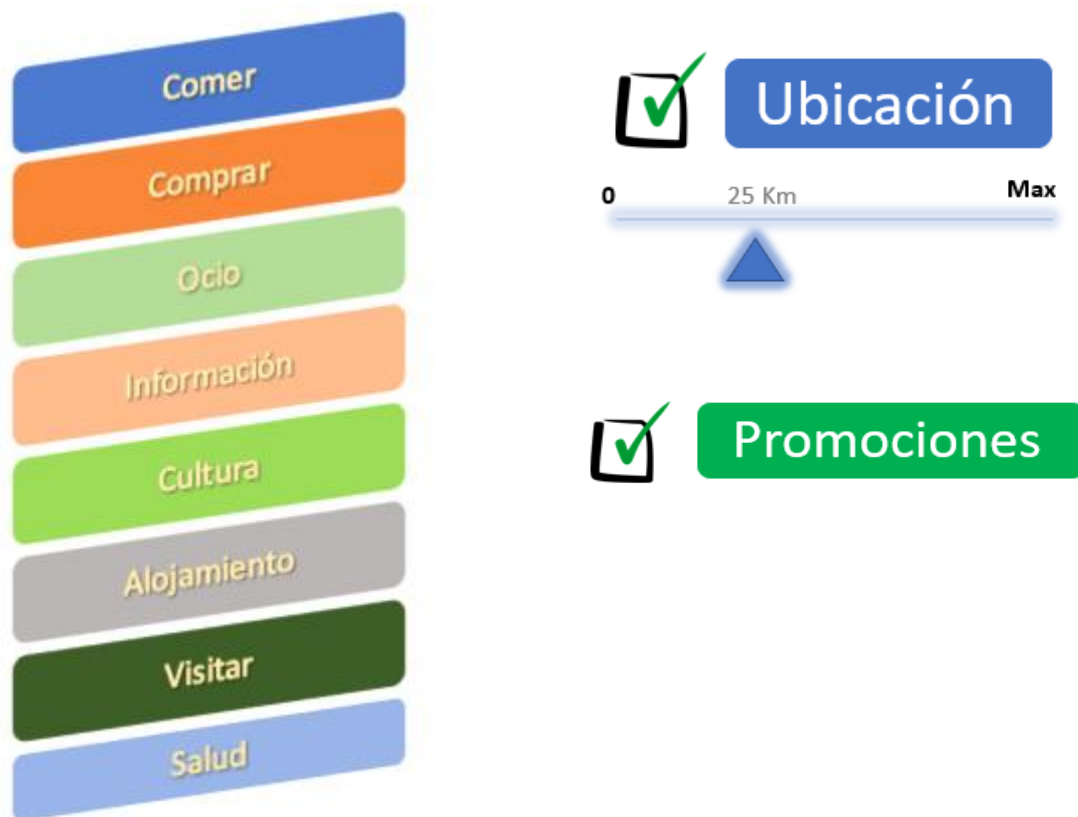 Comer
Comprar
Ocio
Información
Cultura
Alojamiento
Visitar
Salud
Ubicación
0 25 Km Max
Promociones